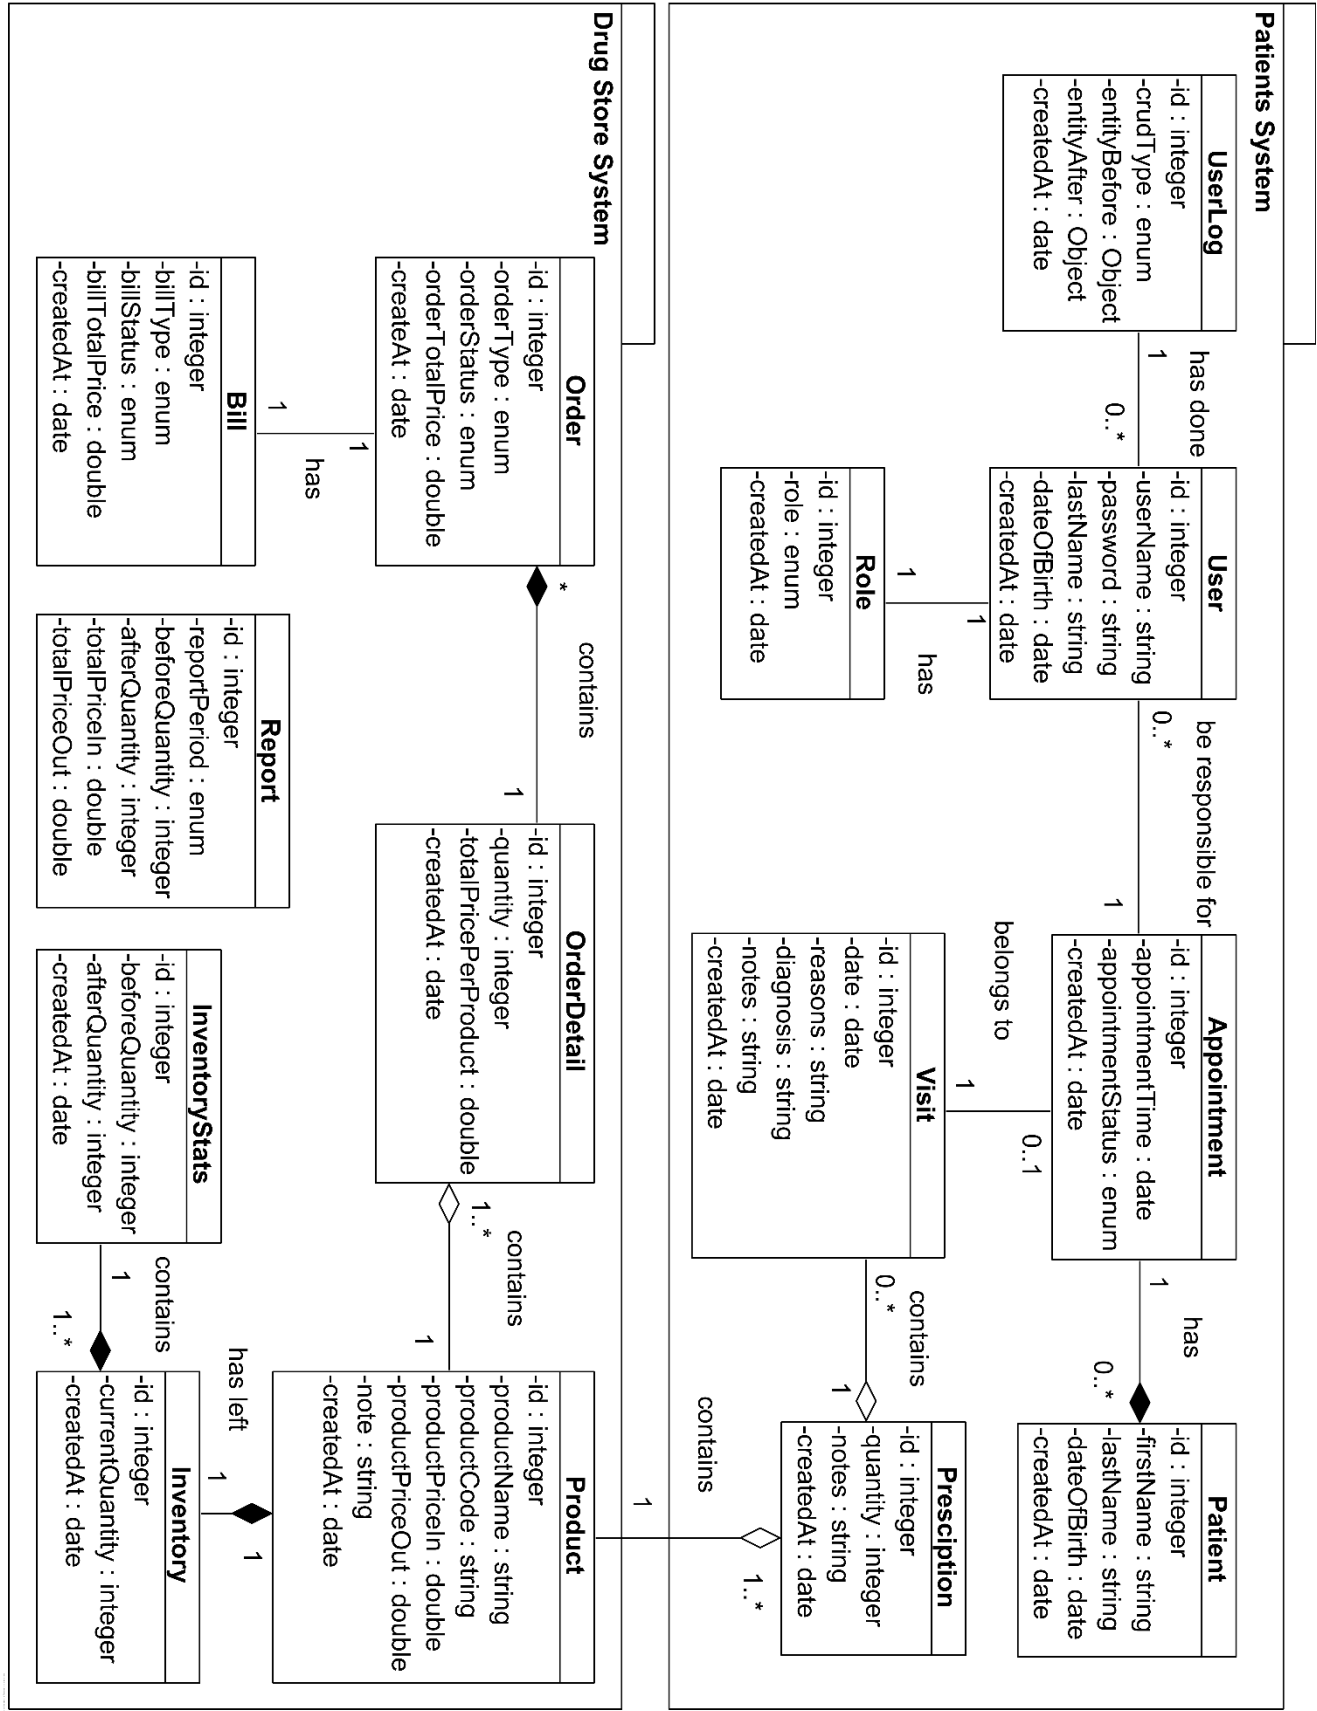 Patients System
UserLog
-id : integer
-crudType : enum
-entityBefore : Object
-entityAfter : Object
-createdAt : date
has done
1
0..*
User
-id : integer
-userName : string
-password : string
-lastName : string
-dateOfBirth : date
-createdAt : date
be responsible for
0..*
1
Appointment
-id : integer
-appointmentTime : date
-appointmentStatus : enum
-createdAt : date
has
1
0..*
Patient
-id : integer
-firstName : string
-lastName : string
-dateOfBirth : date
-createdAt : date
1
has
1
Role
-id : integer
-role : enum
-createdAt : date
belongs to
0..1
1
Visit
-id : integer
-date : date
-reasons : string
-diagnosis : string
-notes : string
-createdAt : date
contains
0..*
1
Presciption
-id : integer
-quantity : integer
-notes : string
-createdAt : date
contains
1..*
1
Drug Store System
Order
-id : integer
-orderType : enum
-orderStatus : enum
-orderTotalPrice : double
-createAt : date
*
contains
1
OrderDetail
-id : integer
-quantity : integer
-totalPricePerProduct : double
-createdAt : date
1..*
contains
1
Product
-id : integer
-productName : string
-productCode : string
-productPriceIn : double
-productPriceOut : double
-note : string
-createdAt : date
1
has
1
Bill
-id : integer
-billType : enum
-billStatus : enum
-billTotalPrice : double
-createdAt : date
Report
-id : integer
-reportPeriod : enum
-beforeQuantity : integer
-afterQuantity : integer
-totalPriceIn : double
-totalPriceOut : double
InventoryStats
-id : integer
-beforeQuantity : integer
-afterQuantity : integer
-createdAt : date
contains
1
1..*
has left
1
1
Inventory
-id : integer
-currentQuantity : integer
-createdAt : date